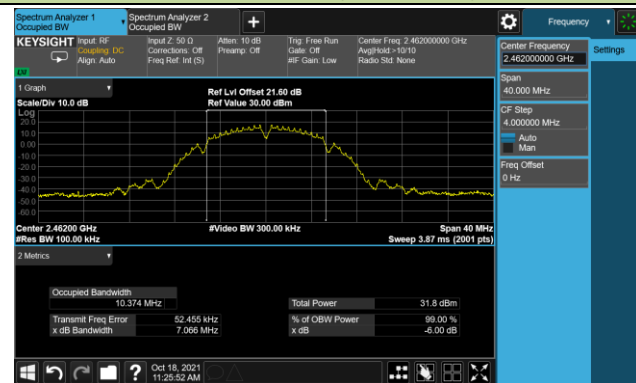 Spectrum Analyzer 1
Occupied BW
Spectrum Analyzer 2
Occupied BW
Frequency
KEYSIGHT
Input: RF
Coupling: DC
Align: Auto
Input Z: 50 Ω
Corrections: Off
Freq Ref: Int (S)
Atten: 10 dB
Preamp: Off
Trig: Free Run
Gate: Off
#IF Gain: Low
Center Freq: 2.462000000 GHz
Avg|Hold:>10/10
Radio Std: None
Center Frequency
2.462000000 GHz
Settings
Span
40.000 MHz
CF Step
4.000000 MHz
Auto
Man
Freq Offset
0 Hz
1 Graph
Scale/Div 10.0 dB
Ref Lvl Offset 21.60 dB
Ref Value 30.00 dBm
Log
20.0
10.0
0.00
-10.0
-20.0
-30.0
-40.0
-50.0
-60.0
Center 2.46200 GHz
#Res BW 100.00 kHz
#Video BW 300.00 kHz
Span 40 MHz
Sweep 3.87 ms (2001 pts)
2 Metrics
Occupied Bandwidth
10.374 MHz
Total Power 31.8 dBm
Transmit Freq Error 52.455 kHz
% of OBW Power 99.00 %
x dB Bandwidth 7.066 MHz
x dB -6.00 dB
?
Oct 18, 2021
11:25:52 AM